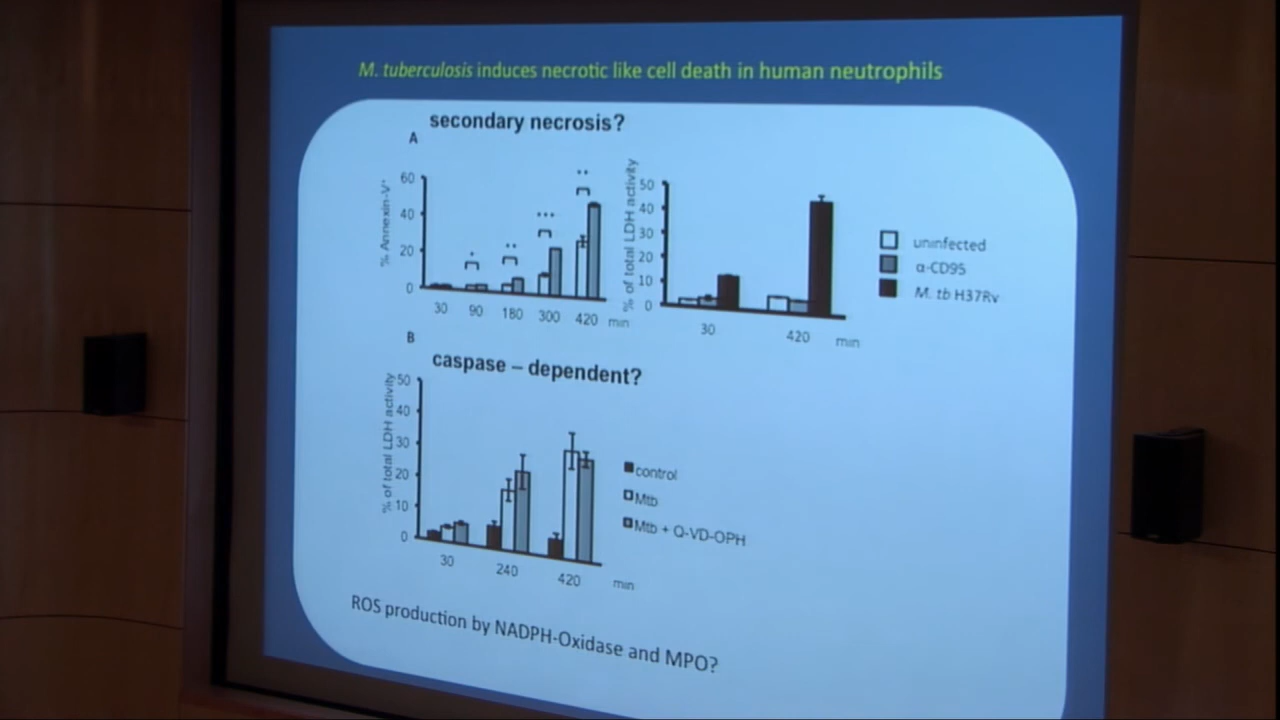 M. tuberculosis induces necrotic like cell death in human neutrophils
secondary necrosis?
A
% Annexin-V⁺
60
40
20
0
30 90 180 300 420 min
* ** *** **
% of total LDH activity
50
40
30
20
10
0
30 420 min
uninfected
α-CD95
M. tb H37Rv
B
caspase – dependent?
% of total LDH activity
50
40
30
20
10
0
30 240 420 min
control
Mtb
Mtb + Q-VD-OPH
ROS production by NADPH-Oxidase and MPO?